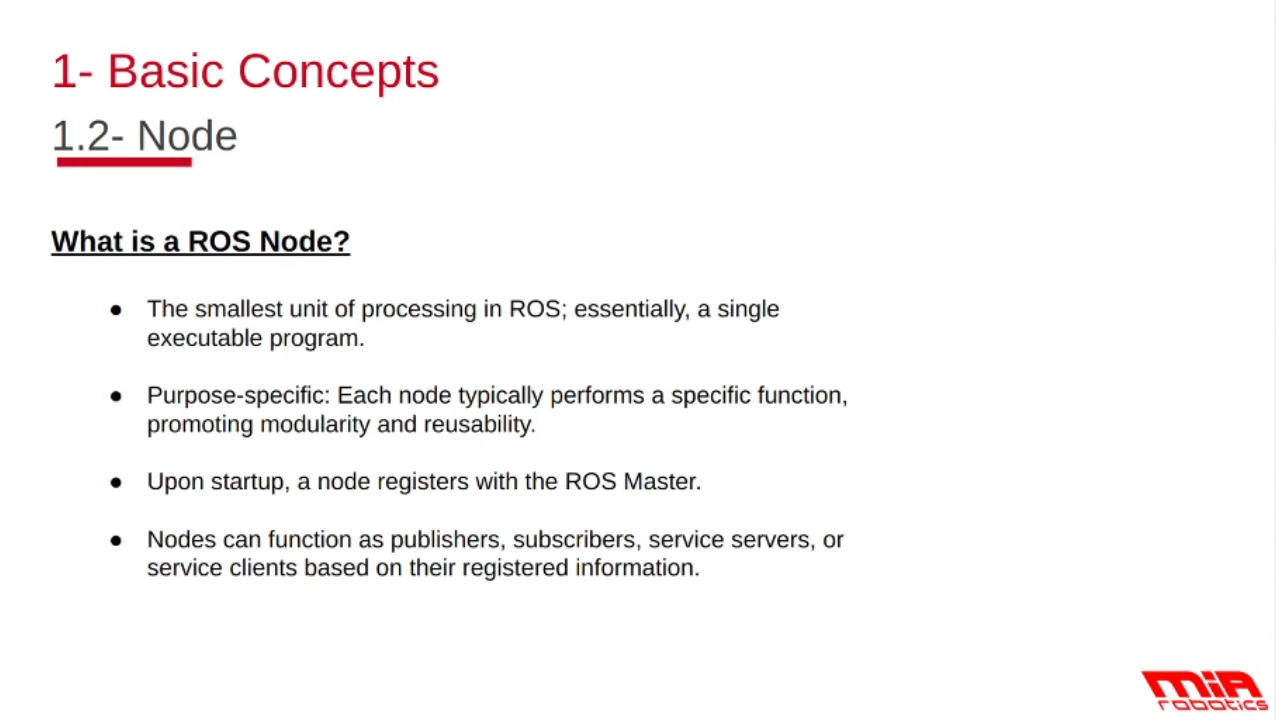 1- Basic Concepts
1.2- Node
What is a ROS Node?
● The smallest unit of processing in ROS; essentially, a single
executable program.
● Purpose-specific: Each node typically performs a specific function,
promoting modularity and reusability.
● Upon startup, a node registers with the ROS Master.
● Nodes can function as publishers, subscribers, service servers, or
service clients based on their registered information.
MiA
robotics